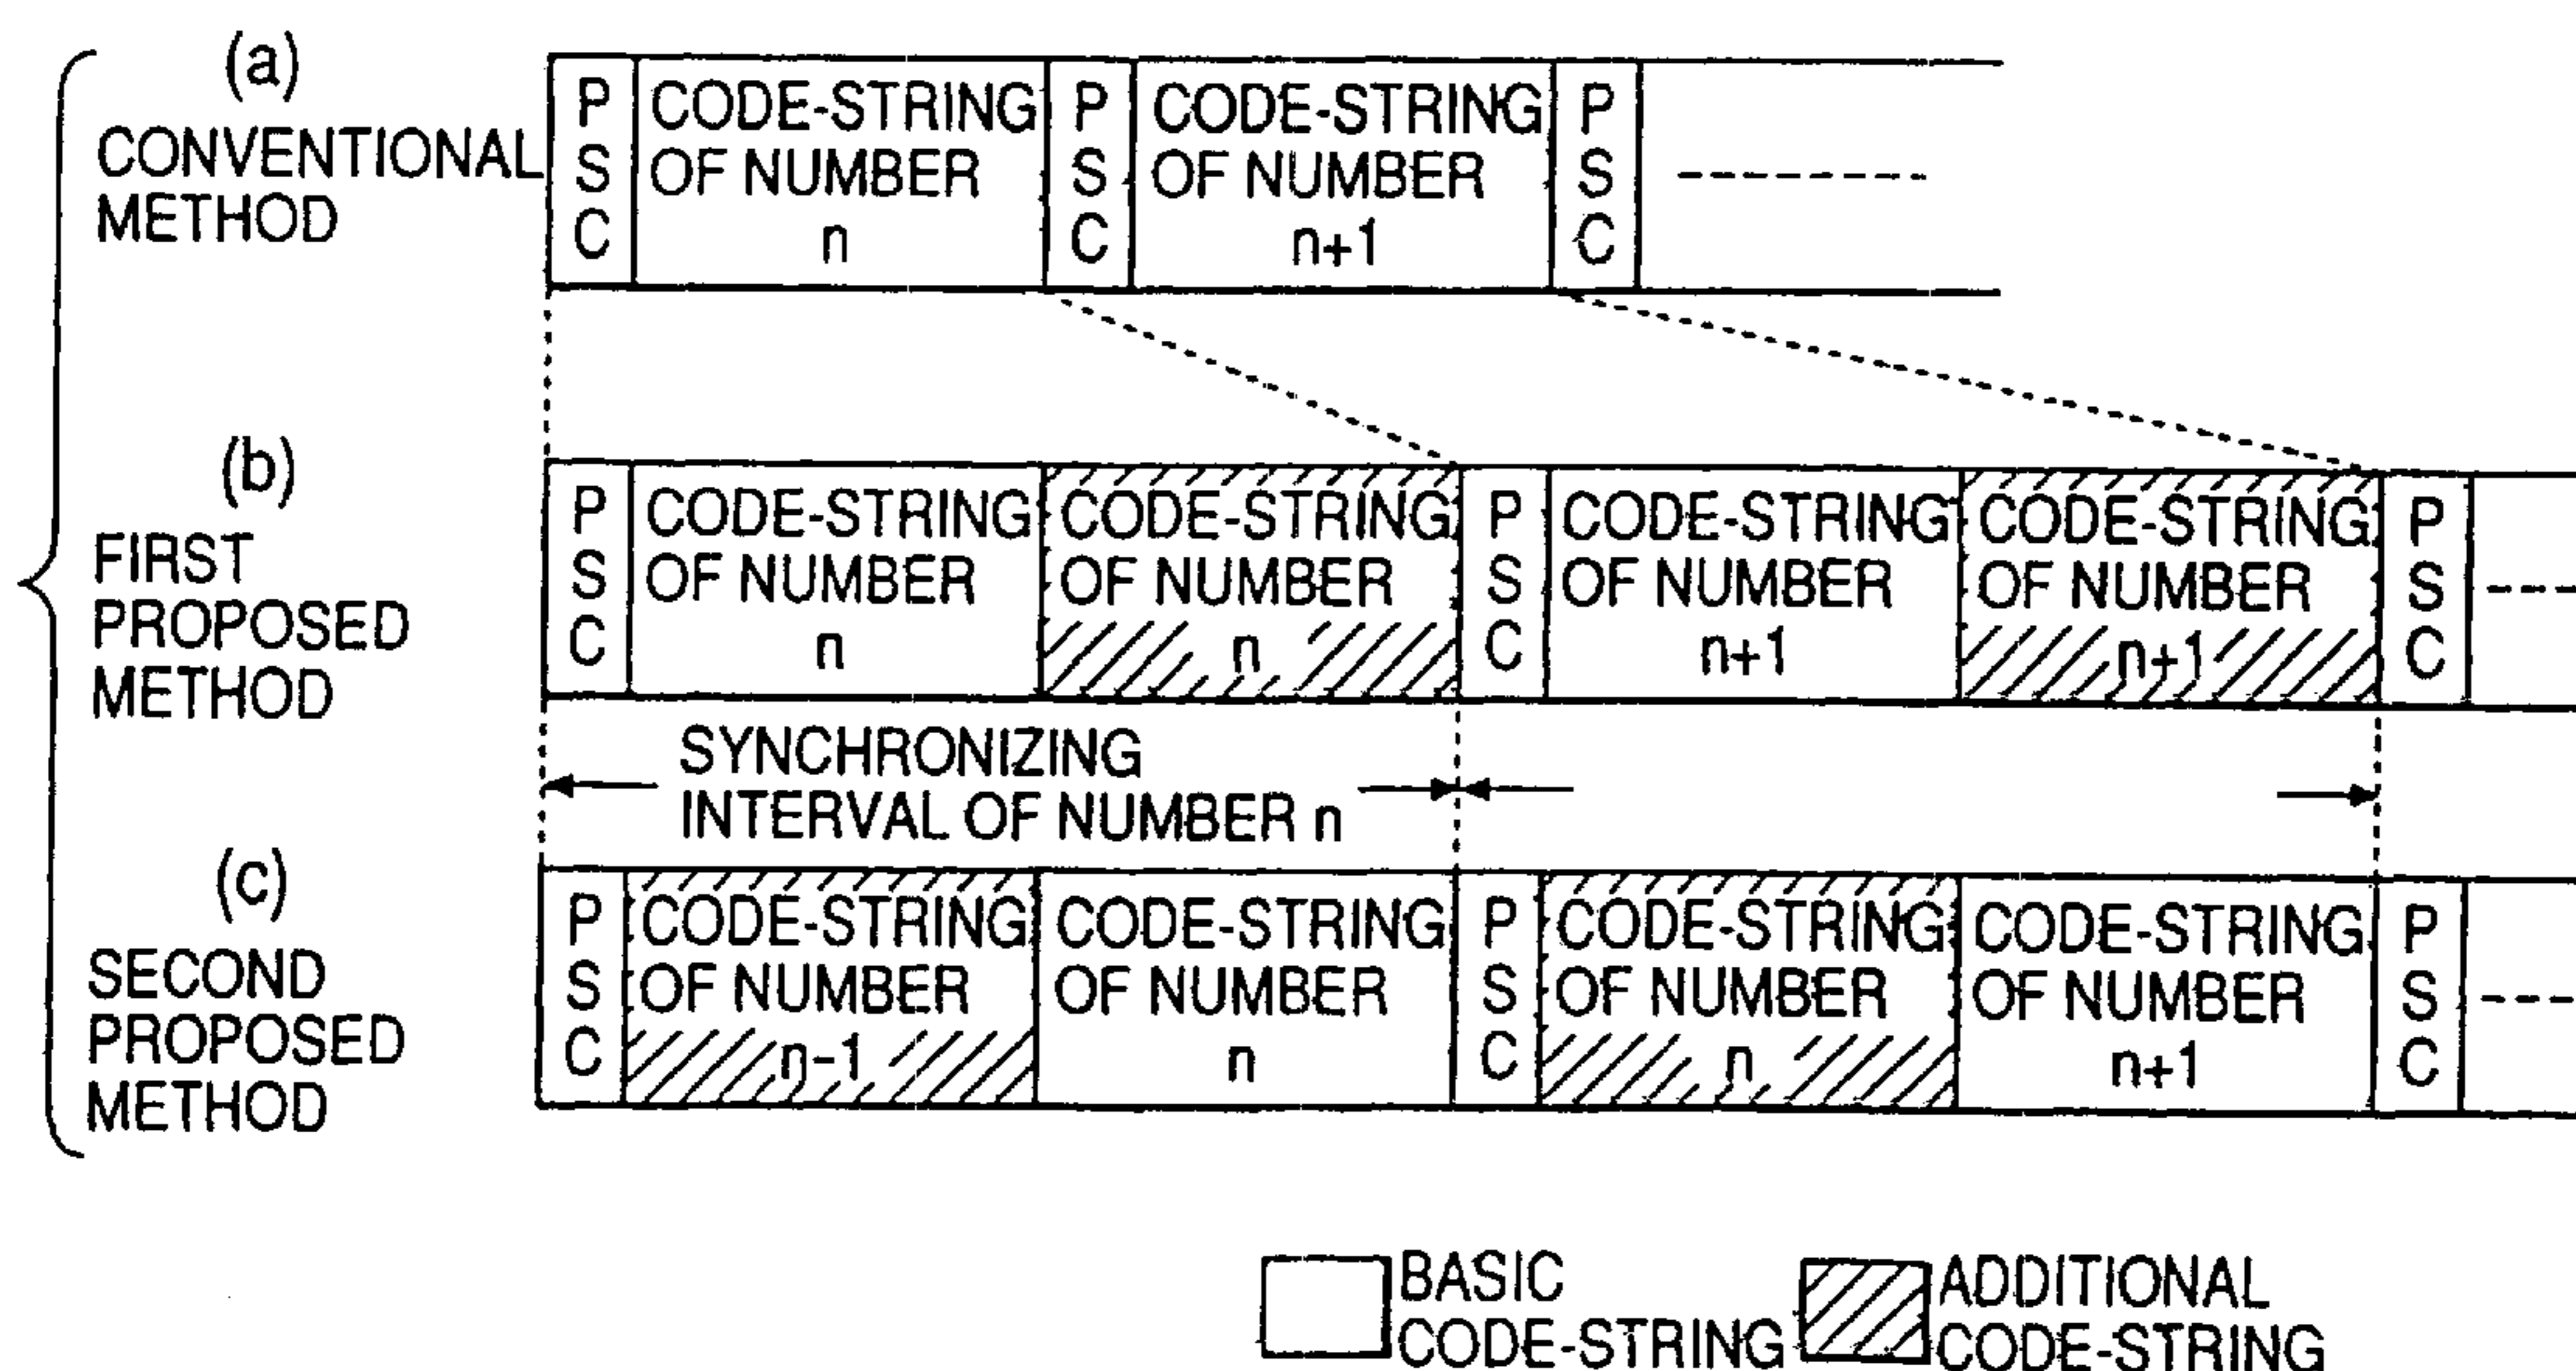 (a)
CONVENTIONAL
METHOD
P
S
C
CODE-STRING
OF NUMBER
n
P
S
C
CODE-STRING
OF NUMBER
n+1
P
S
C
(b)
FIRST
PROPOSED
METHOD
P
S
C
CODE-STRING
OF NUMBER
n
CODE-STRING
OF NUMBER
n
P
S
C
CODE-STRING
OF NUMBER
n+1
CODE-STRING
OF NUMBER
n+1
P
S
C
SYNCHRONIZING
INTERVAL OF NUMBER n
(c)
SECOND
PROPOSED
METHOD
P
S
C
CODE-STRING
OF NUMBER
n-1
CODE-STRING
OF NUMBER
n
P
S
C
CODE-STRING
OF NUMBER
n
CODE-STRING
OF NUMBER
n+1
P
S
C
BASIC
CODE-STRING
ADDITIONAL
CODE-STRING